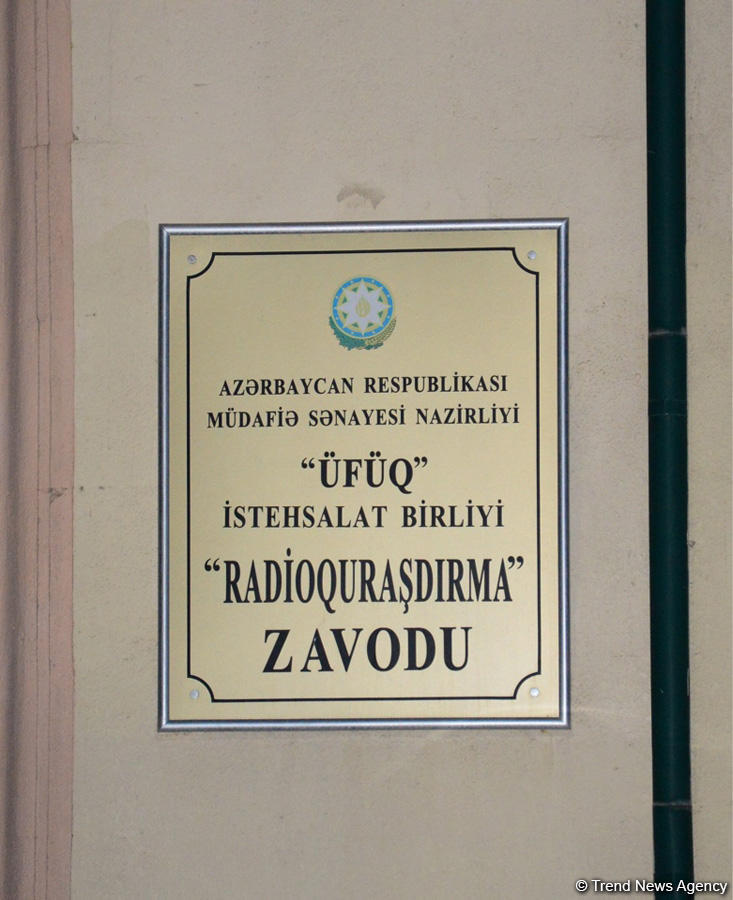 AZƏRBAYCAN RESPUBLİKASI
MÜDAFİƏ SƏNAYESİ NAZİRLİYİ
“ÜFÜQ”
İSTEHSALAT BİRLİYİ
“RADİOQURAŞDIRMA”
ZAVODU
© Trend News Agency